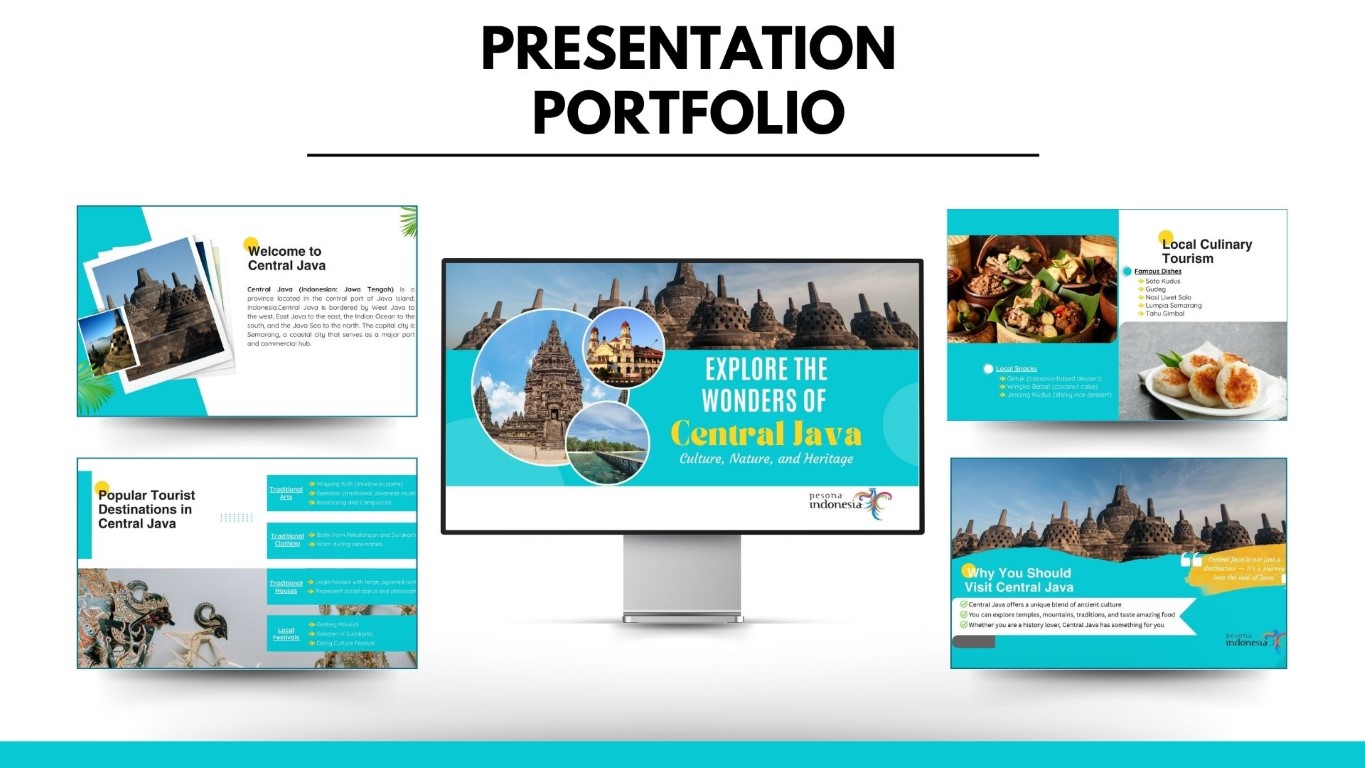 PRESENTATION
PORTFOLIO
Welcome to
Central Java
Central Java (Indonesian: Jawa Tengah) is a
province located in the central part of Java Island,
Indonesia.Central Java is bordered by West Java to
the west, East Java to the east, the Indian Ocean to the
south, and the Java Sea to the north. The capital city is
Semarang, a coastal city that serves as a major port
and commercial hub.
Popular Tourist
Destinations in
Central Java
Traditional
Arts
Wayang Kulit (shadow puppets)
Gamelan (traditional Javanese music
Kethoprak and Campursari
Traditional
Clothing
Batik from Pekalongan and Surakarta
Worn during ceremonies
Traditional
Houses
Joglo houses with large, pyramid roof
Represent social status and philosoph
Local
Festivals
Grebeg Maulud
Sekaten in Surakarta
Dieng Culture Festival
EXPLORE THE
WONDERS OF
Central Java
Culture, Nature, and Heritage
pesona
indonesia
Local Culinary
Tourism
Famous Dishes
Soto Kudus
Gudeg
Nasi Liwet Solo
Lumpia Semarang
Tahu Gimbal
Local Snacks
Getuk (cassava-based dessert)
Wingko Babat (coconut cake)
Jenang Kudus (sticky rice dessert)
Central Java is not just a
destination — it's a journey
into the soul of Java.
Why You Should
Visit Central Java
Central Java offers a unique blend of ancient culture
You can explore temples, mountains, traditions, and taste amazing food
Whether you are a history lover, Central Java has something for you
pesona
indonesia